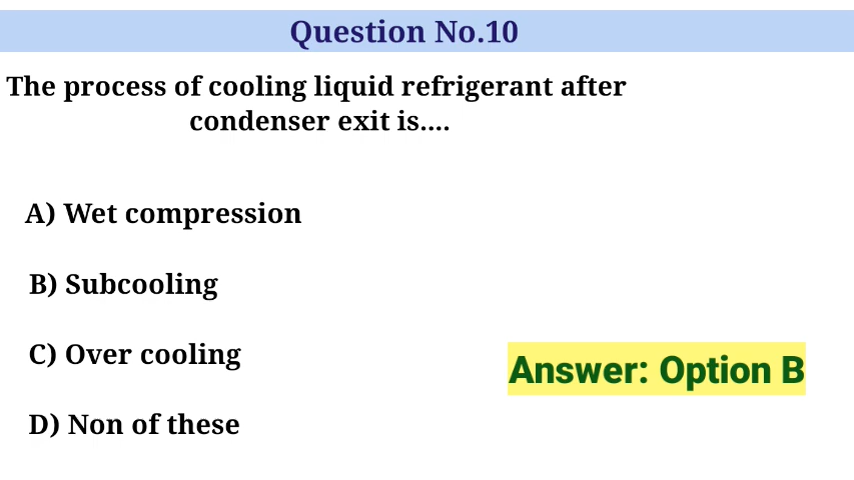 Question No.10
The process of cooling liquid refrigerant after
condenser exit is....
A) Wet compression
B) Subcooling
C) Over cooling
Answer: Option B
D) Non of these